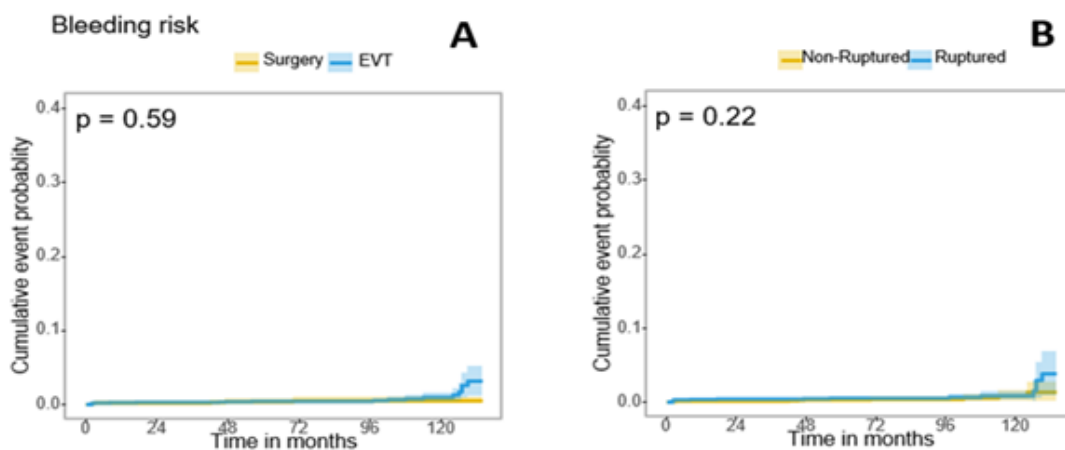 Bleeding risk
A
Surgery EVT
p = 0.59
Cumulative event probablity
0.4
0.3
0.2
0.1
0.0
0 24 48 72 96 120
Time in months
B
Non-Ruptured Ruptured
p = 0.22
Cumulative event probablity
0.4
0.3
0.2
0.1
0.0
0 24 48 72 96 120
Time in months